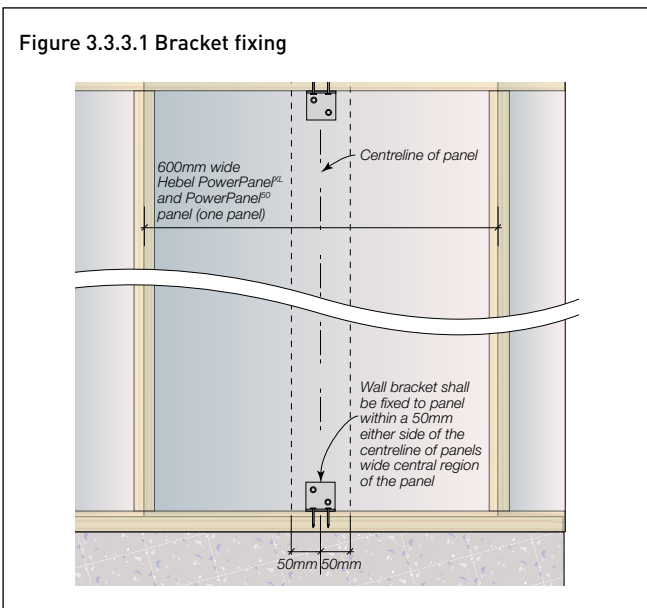 Figure 3.3.3.1 Bracket fixing
Centreline of panel
600mm wide
Hebel PowerPanelXL
and PowerPanel50
panel (one panel)
Wall bracket shall
be fixed to panel
within a 50mm
either side of the
centreline of panels
wide central region
of the panel
50mm 50mm